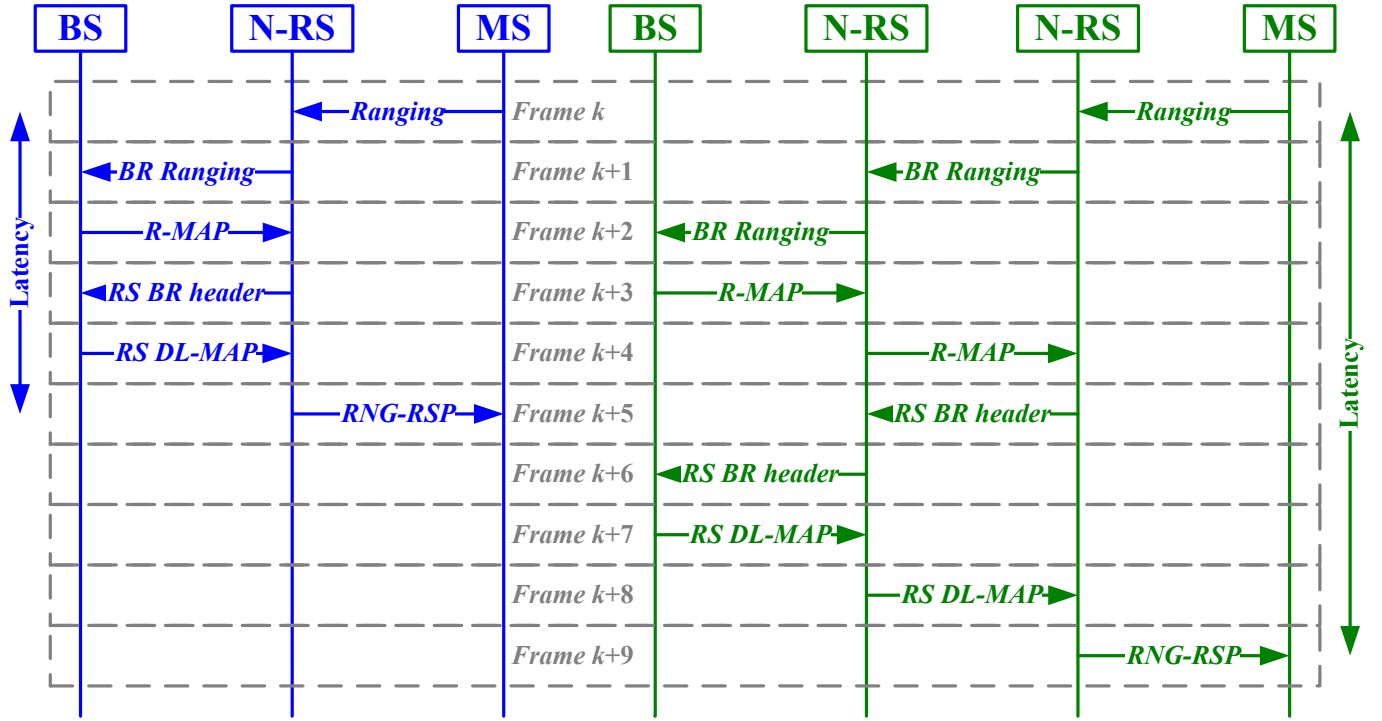 BS N-RS MS BS N-RS N-RS MS
Ranging Frame k Ranging
BR Ranging Frame k+1 BR Ranging
R-MAP Frame k+2 BR Ranging
RS BR header Frame k+3 R-MAP
RS DL-MAP Frame k+4 R-MAP
RNG-RSP Frame k+5 RS BR header
Frame k+6 RS BR header
Frame k+7 RS DL-MAP
Frame k+8 RS DL-MAP
Frame k+9 RNG-RSP
Latency
Latency